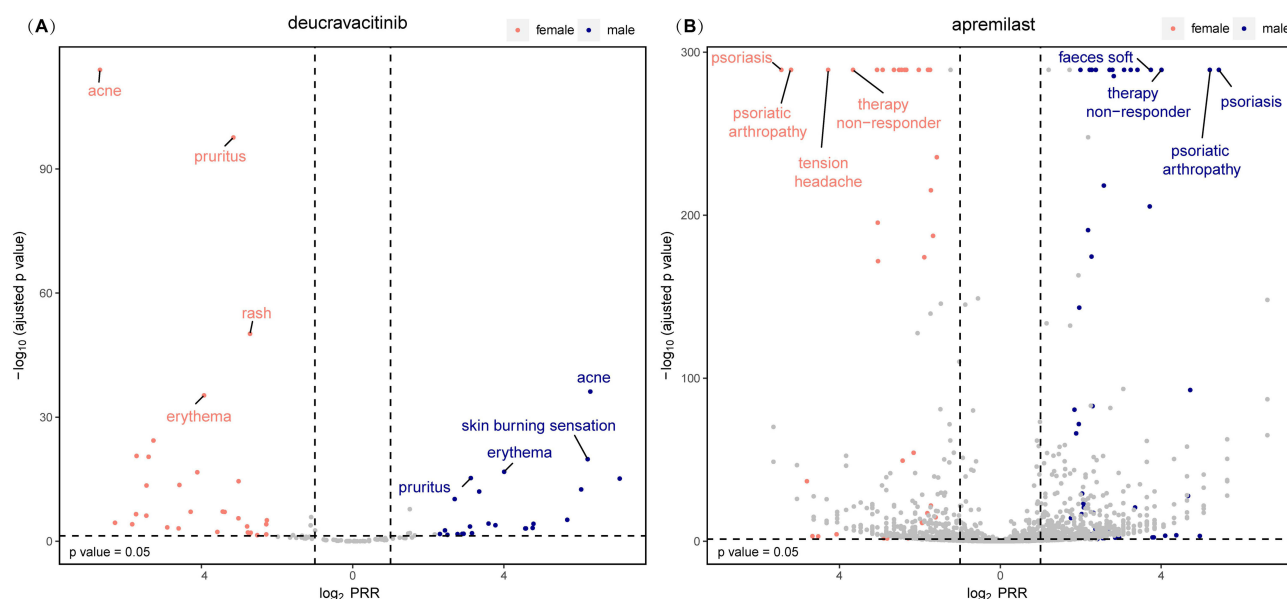 (A) deucravacitinib
female male
acne
pruritus
rash
erythema
acne
skin burning sensation
erythema
pruritus
p value = 0.05
90
60
30
0
4 0 4
−log10 (ajusted p value)
log2 PRR
(B) apremilast
female male
psoriasis
psoriatic
arthropathy
tension
headache
therapy
non−responder
faeces soft
therapy
non−responder
psoriasis
psoriatic
arthropathy
p value = 0.05
300
200
100
0
4 0 4
−log10 (ajusted p value)
log2 PRR